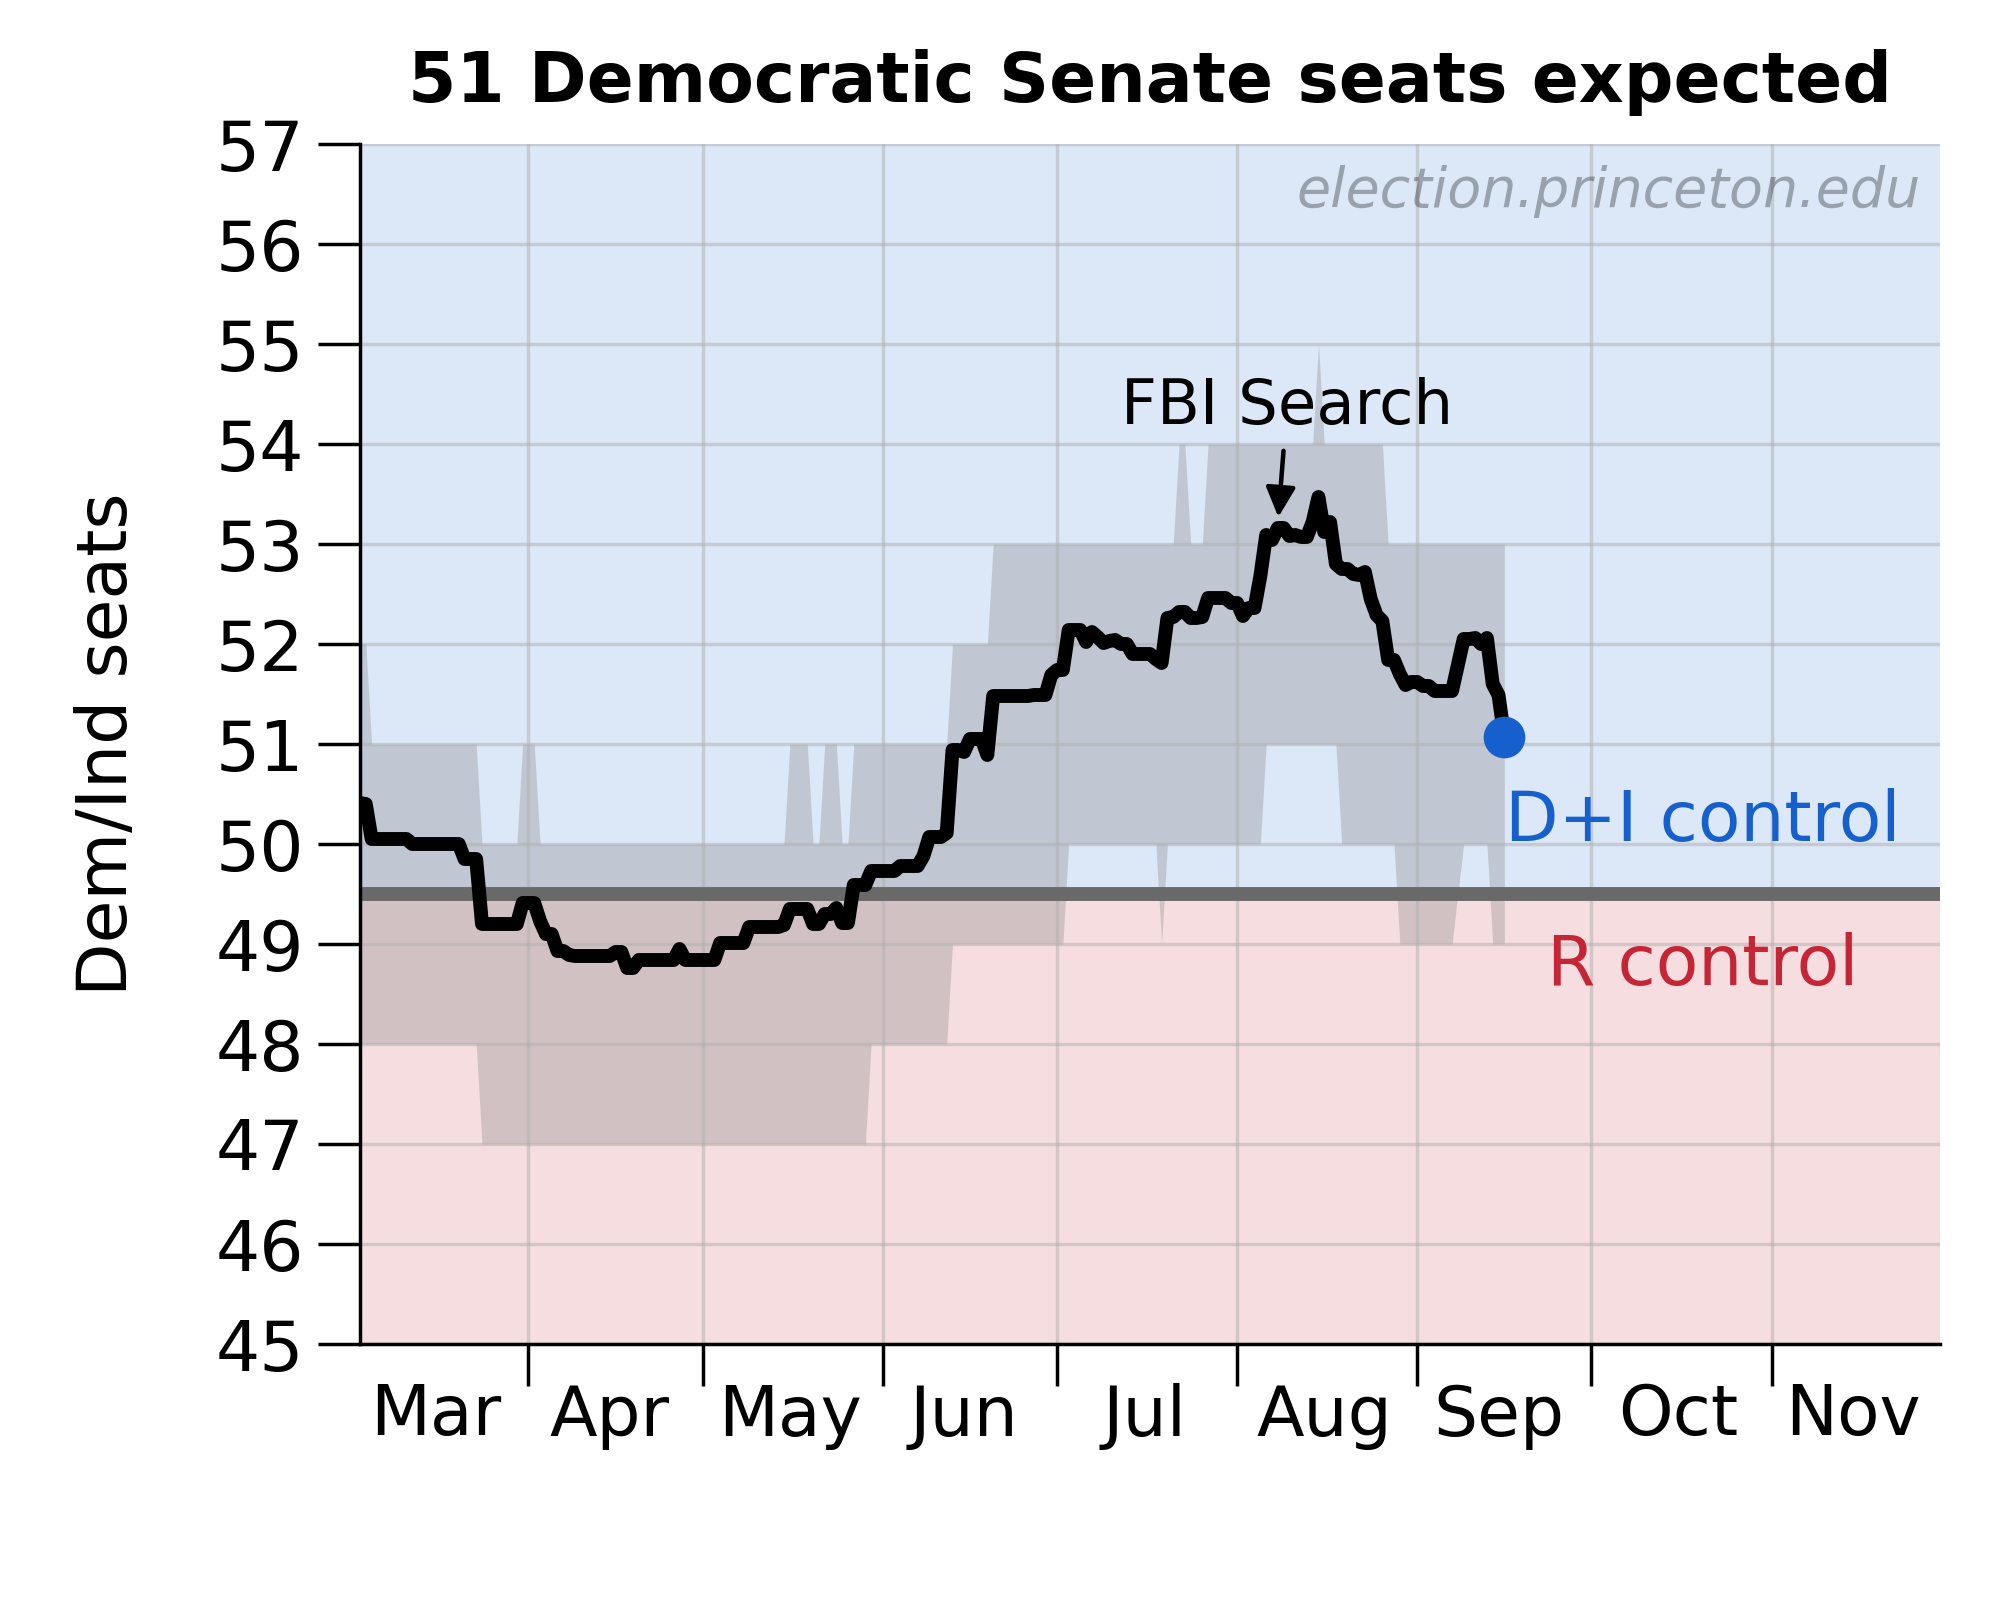 51 Democratic Senate seats expected
57
election.princeton.edu
56
55
FBI Search
54
53
52
51
D+I control
50
R control
49
48
47
46
45
Dem/Ind seats
Mar Apr May Jun Jul Aug Sep Oct Nov